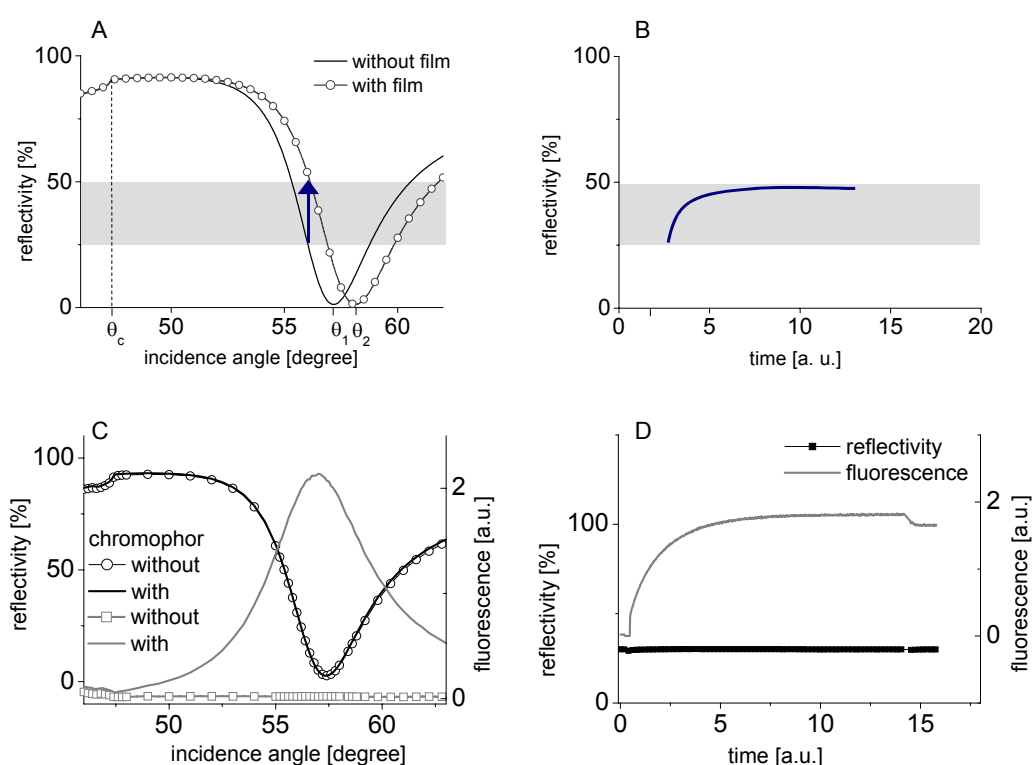 A
100
50
0
reflectivity [%]
without film
with film
θc
50
55
θ1 θ2
60
incidence angle [degree]
B
100
50
0
reflectivity [%]
0
5
10
15
20
time [a. u.]
C
100
50
0
reflectivity [%]
chromophor
without
with
without
with
2
0
fluorescence [a.u.]
50
55
60
incidence angle [degree]
D
reflectivity
fluorescence
100
0
reflectivity [%]
2
0
fluorescence [a.u.]
0
5
10
15
time [a.u.]